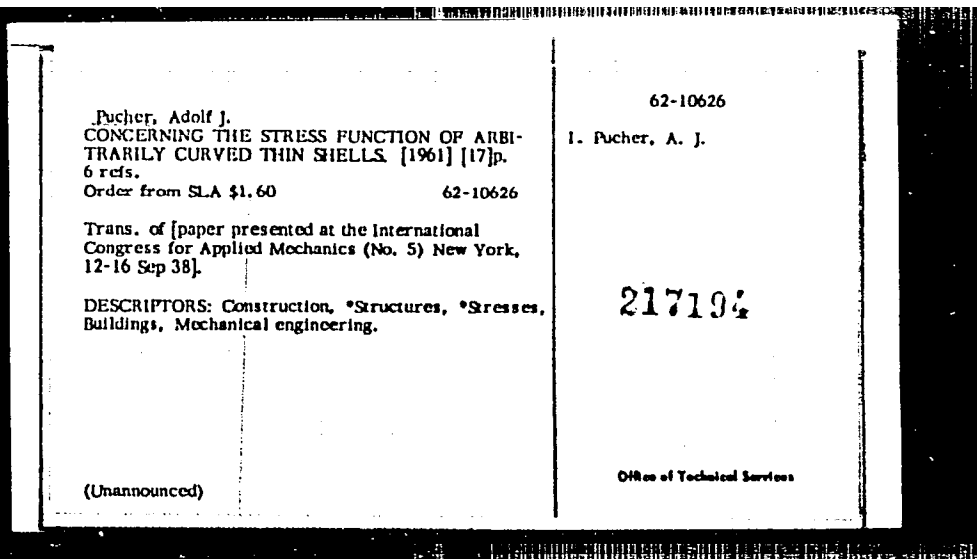 Pucher, Adolf J.
CONCERNING THE STRESS FUNCTION OF ARBI-
TRARILY CURVED THIN SHELLS. [1961] [17]p.
6 refs.
Order from SLA $1.60 62-10626
Trans. of [paper presented at the International
Congress for Applied Mechanics (No. 5) New York,
12-16 Sep 38].
DESCRIPTORS: Construction, *Structures, *Stresses,
Buildings, Mechanical engineering.
(Unannounced)
62-10626
I. Pucher, A. J.
217194
Office of Technical Services